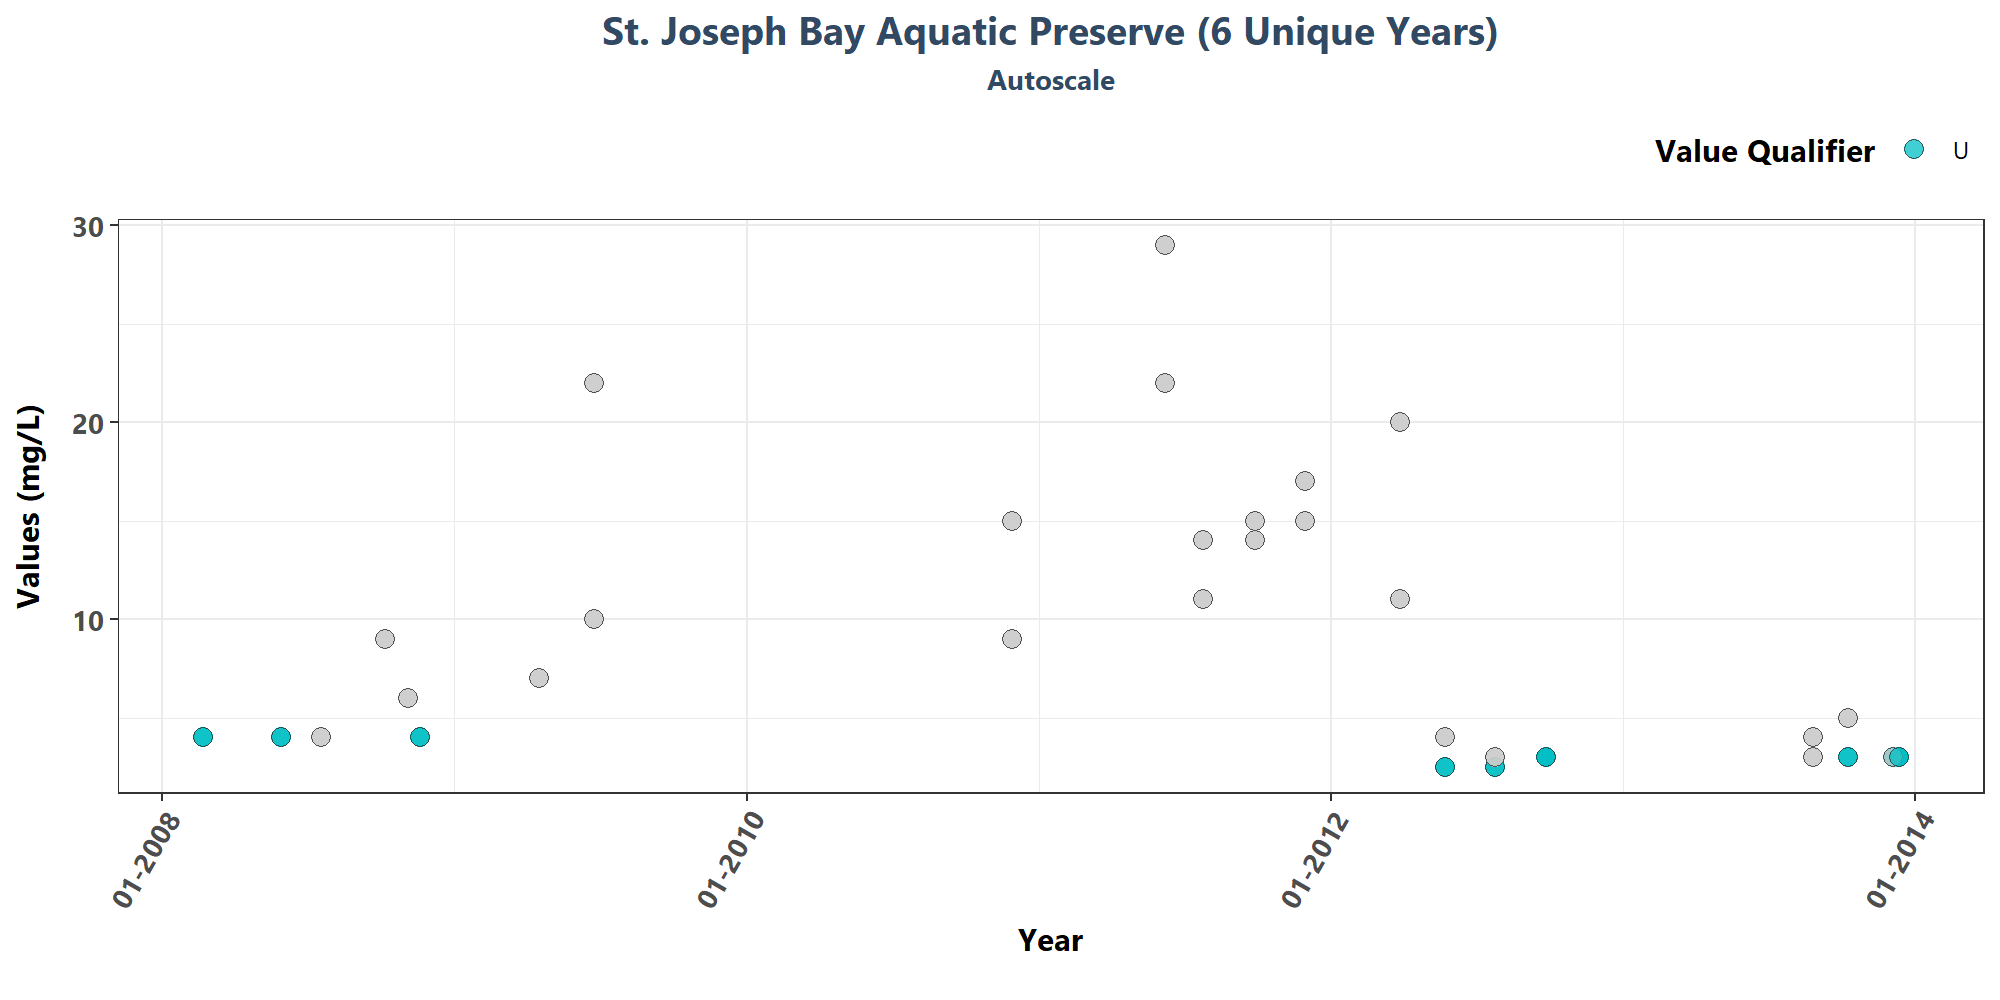 St. Joseph Bay Aquatic Preserve (6 Unique Years)
Autoscale
Value Qualifier U
30
20
10
Values (mg/L)
01-2008
01-2010
01-2012
01-2014
Year